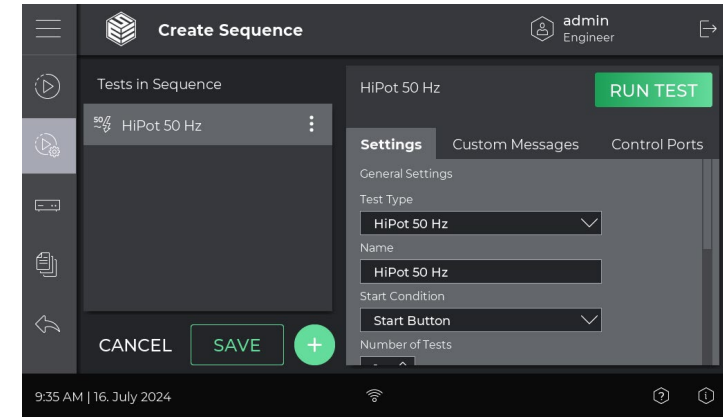 Create Sequence
admin
Engineer
Tests in Sequence
50
HiPot 50 Hz
CANCEL
SAVE
+
HiPot 50 Hz
RUN TEST
Settings
Custom Messages
Control Ports
General Settings
Test Type
HiPot 50 Hz
Name
HiPot 50 Hz
Start Condition
Start Button
Number of Tests
9:35 AM | 16. July 2024
?
i